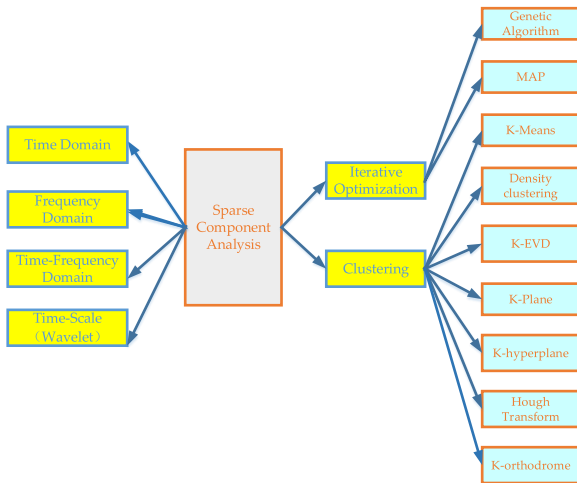 Time Domain
Frequency
Domain
Time-Frequency
Domain
Time-Scale
（Wavelet）
Sparse
Component
Analysis
Iterative
Optimization
Clustering
Genetic
Algorithm
MAP
K-Means
Density
clustering
K-EVD
K-Plane
K-hyperplane
Hough
Transform
K-orthodrome